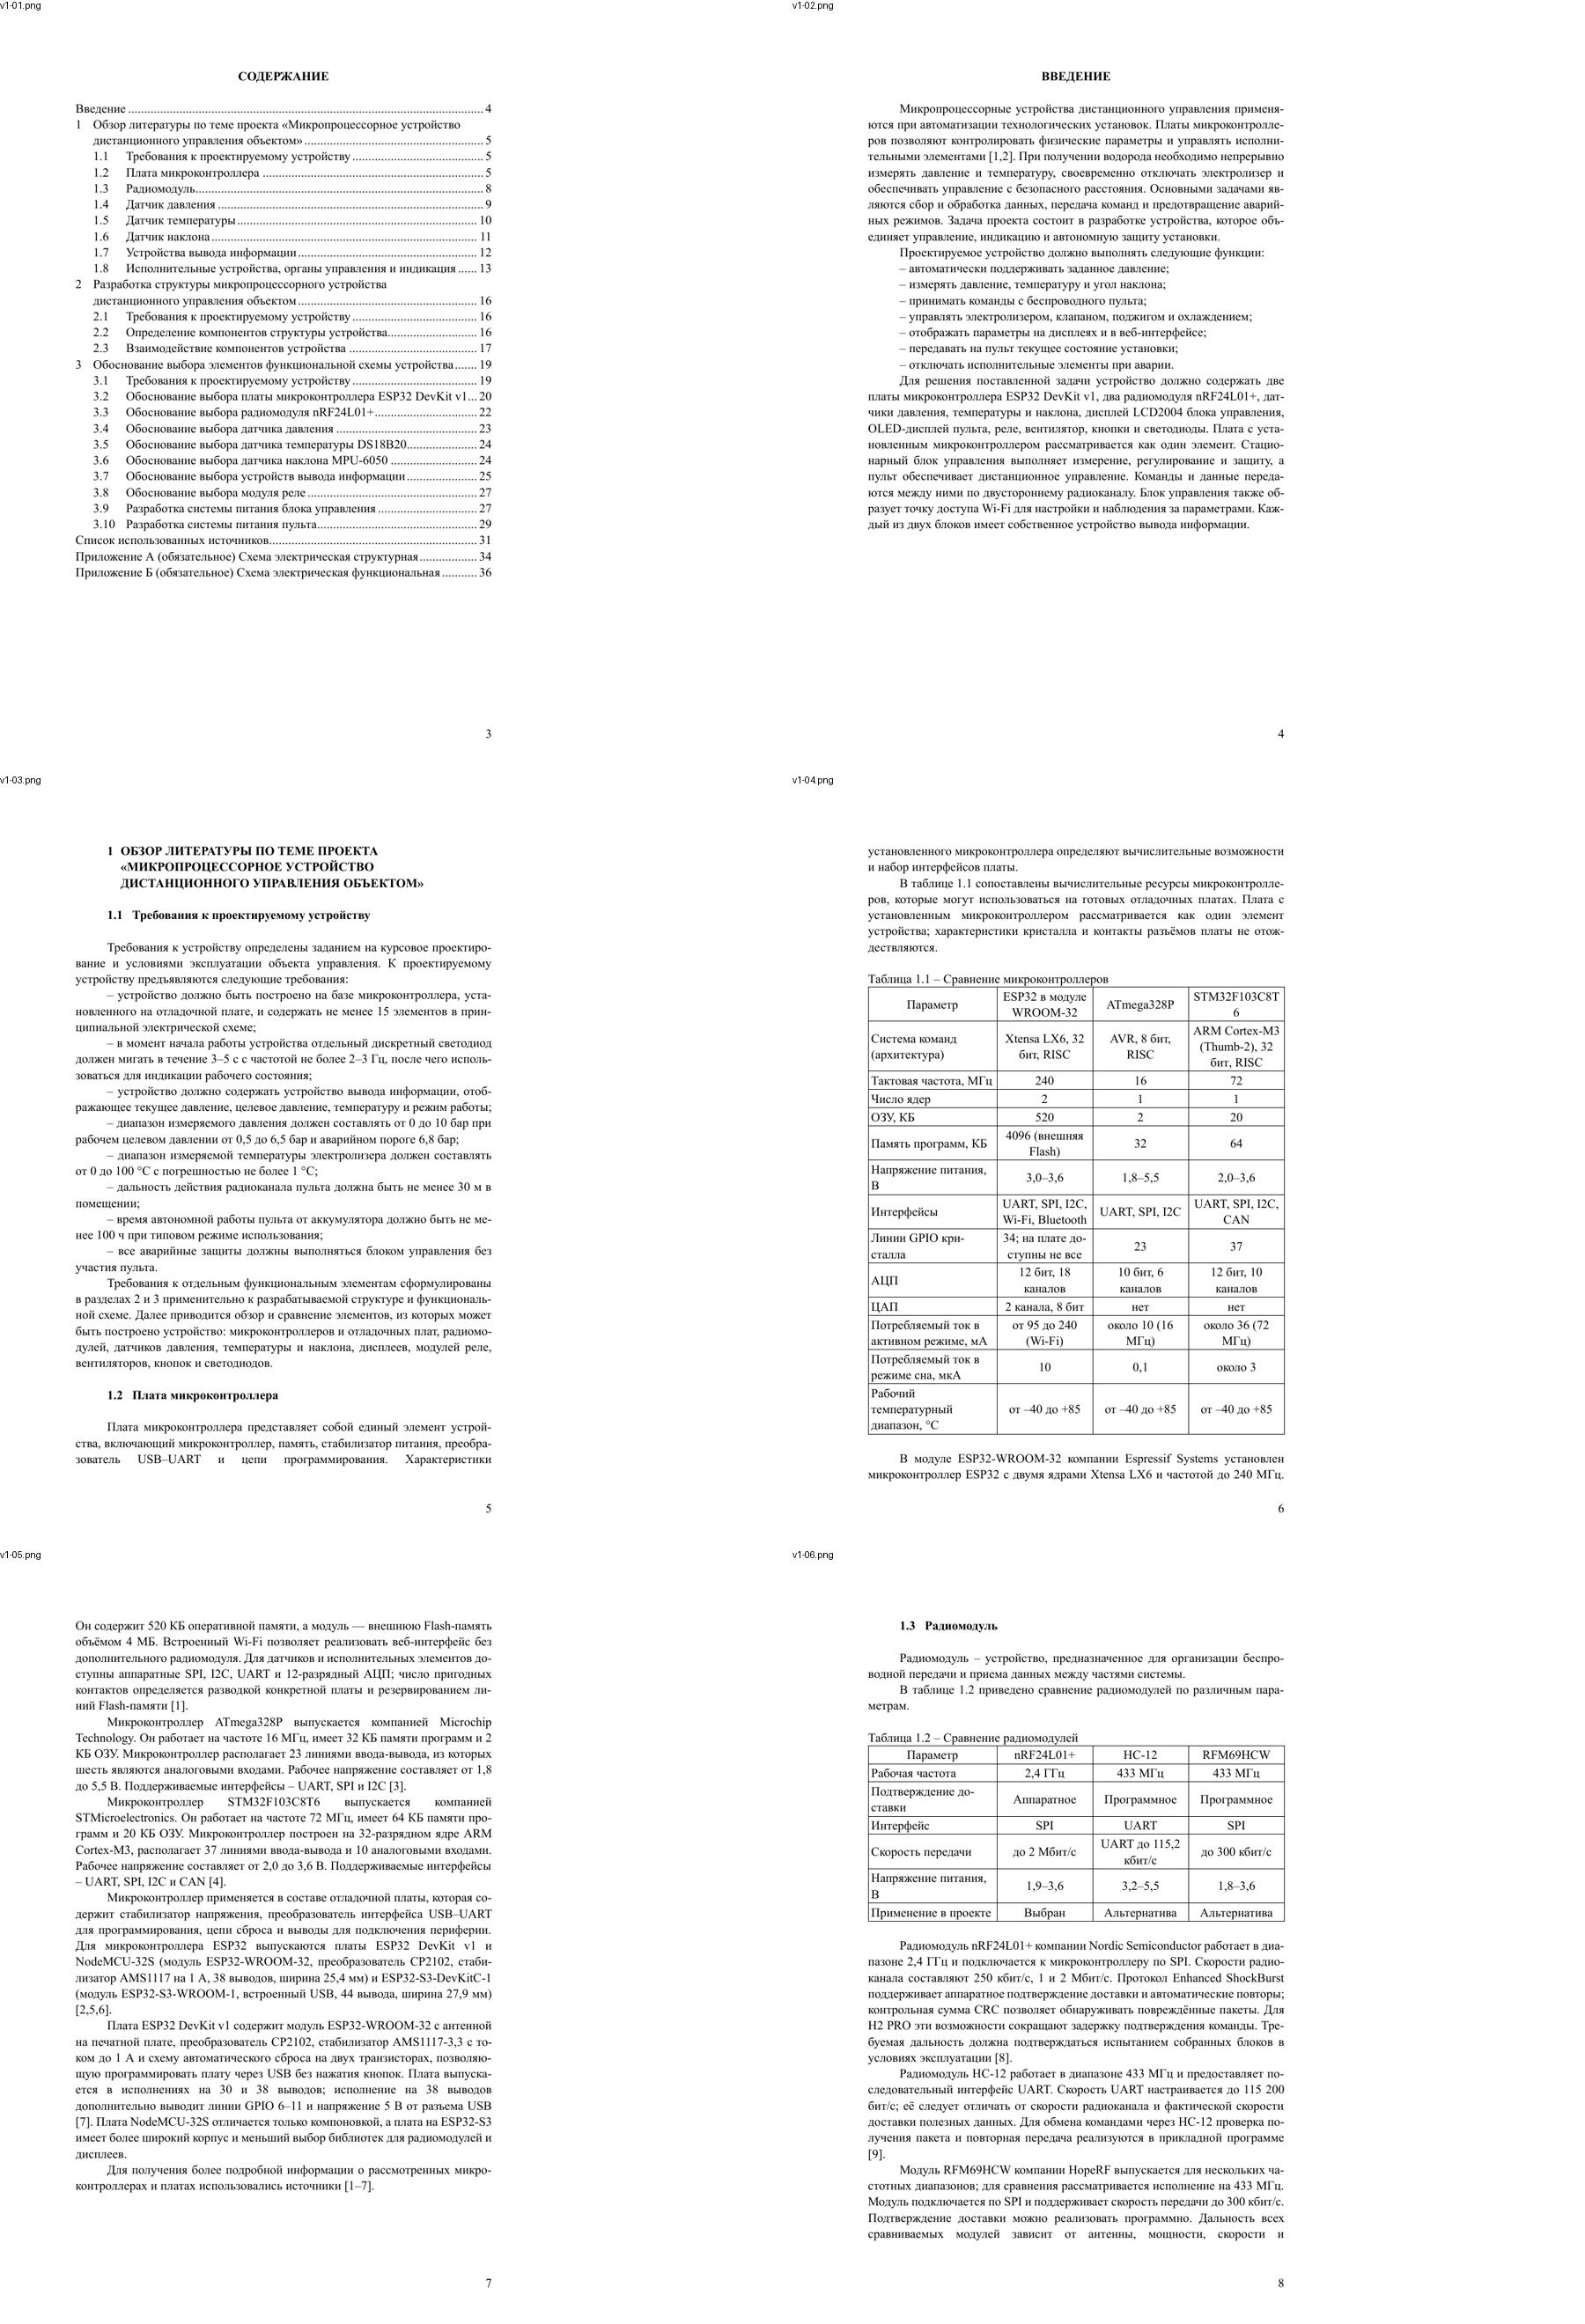 v1-01.png
СОДЕРЖАНИЕ
Введение ........ 4
1 Обзор литературы по теме проекта «Микропроцессорное устройство
дистанционного управления объектом» ........ 5
1.1 Требования к проектируемому устройству ........ 5
1.2 Плата микроконтроллера ........ 5
1.3 Радиомодуль ........ 8
1.4 Датчик давления ........ 9
1.5 Датчик температуры ........ 10
1.6 Датчик наклона ........ 11
1.7 Устройства вывода информации ........ 12
1.8 Исполнительные устройства, органы управления и индикация ...... 13
2 Разработка структуры микропроцессорного устройства
дистанционного управления объектом ........ 16
2.1 Требования к проектируемому устройству ........ 16
2.2 Определение компонентов структуры устройства ........ 16
2.3 Взаимодействие компонентов устройства ........ 17
3 Обоснование выбора элементов функциональной схемы устройства ....... 19
3.1 Требования к проектируемому устройству ........ 19
3.2 Обоснование выбора платы микроконтроллера ESP32 DevKit v1 ... 20
3.3 Обоснование выбора радиомодуля nRF24L01+ ........ 22
3.4 Обоснование выбора датчика давления ........ 23
3.5 Обоснование выбора датчика температуры DS18B20 ........ 24
3.6 Обоснование выбора датчика наклона MPU-6050 ........ 24
3.7 Обоснование выбора устройств вывода информации ........ 25
3.8 Обоснование выбора модуля реле ........ 27
3.9 Разработка системы питания блока управления ........ 27
3.10 Разработка системы питания пульта ........ 29
Список использованных источников ........ 31
Приложение А (обязательное) Схема электрическая структурная ........ 34
Приложение Б (обязательное) Схема электрическая функциональная ........ 36
3
v1-02.png
ВВЕДЕНИЕ
Микропроцессорные устройства дистанционного управления применя-
ются при автоматизации технологических установок. Платы микроконтролле-
ров позволяют контролировать физические параметры и управлять исполни-
тельными элементами [1,2]. При получении водорода необходимо непрерывно
измерять давление и температуру, своевременно отключать электролизер и
обеспечивать управление с безопасного расстояния. Основными задачами яв-
ляются сбор и обработка данных, передача команд и предотвращение аварий-
ных режимов. Задача проекта состоит в разработке устройства, которое объ-
единяет управление, индикацию и автономную защиту установки.
Проектируемое устройство должно выполнять следующие функции:
– автоматически поддерживать заданное давление;
– измерять давление, температуру и угол наклона;
– принимать команды с беспроводного пульта;
– управлять электролизером, клапаном, поджигом и охлаждением;
– отображать параметры на дисплеях и в веб-интерфейсе;
– передавать на пульт текущее состояние установки;
– отключать исполнительные элементы при аварии.
Для решения поставленной задачи устройство должно содержать две
платы микроконтроллера ESP32 DevKit v1, два радиомодуля nRF24L01+, дат-
чики давления, температуры и наклона, дисплей LCD2004 блока управления,
OLED-дисплей пульта, реле, вентилятор, кнопки и светодиоды. Плата с уста-
новленным микроконтроллером рассматривается как один элемент. Стацио-
нарный блок управления выполняет измерение, регулирование и защиту, а
пульт обеспечивает дистанционное управление. Команды и данные переда-
ются между ними по двустороннему радиоканалу. Блок управления также об-
разует точку доступа Wi-Fi для настройки и наблюдения за параметрами. Каж-
дый из двух блоков имеет собственное устройство вывода информации.
4
v1-03.png
1 ОБЗОР ЛИТЕРАТУРЫ ПО ТЕМЕ ПРОЕКТА
«МИКРОПРОЦЕССОРНОЕ УСТРОЙСТВО
ДИСТАНЦИОННОГО УПРАВЛЕНИЯ ОБЪЕКТОМ»
1.1 Требования к проектируемому устройству
Требования к устройству определены заданием на курсовое проектиро-
вание и условиями эксплуатации объекта управления. К проектируемому
устройству предъявляются следующие требования:
– устройство должно быть построено на базе микроконтроллера, уста-
новленного на отладочной плате, и содержать не менее 15 элементов в прин-
ципиальной электрической схеме;
– в момент начала работы устройства отдельный дискретный светодиод
должен мигать в течение 3–5 с с частотой не более 2–3 Гц, после чего исполь-
зоваться для индикации рабочего состояния;
– устройство должно содержать устройство вывода информации, отоб-
ражающее текущее давление, целевое давление, температуру и режим работы;
– диапазон измеряемого давления должен составлять от 0 до 10 бар при
рабочем целевом давлении от 0,5 до 6,5 бар и аварийном пороге 6,8 бар;
– диапазон измеряемой температуры электролизера должен составлять
от 0 до 100 °С с погрешностью не более 1 °С;
– дальность действия радиоканала пульта должна быть не менее 30 м в
помещении;
– время автономной работы пульта от аккумулятора должно быть не ме-
нее 100 ч при типовом режиме использования;
– все аварийные защиты должны выполняться блоком управления без
участия пульта.
Требования к отдельным функциональным элементам сформулированы
в разделах 2 и 3 применительно к разрабатываемой структуре и функциональ-
ной схеме. Далее приводится обзор и сравнение элементов, из которых может
быть построено устройство: микроконтроллеров и отладочных плат, радиомо-
дулей, датчиков давления, температуры и наклона, дисплеев, модулей реле,
вентиляторов, кнопок и светодиодов.
1.2 Плата микроконтроллера
Плата микроконтроллера представляет собой единый элемент устрой-
ства, включающий микроконтроллер, память, стабилизатор питания, преобра-
зователь USB–UART и цепи программирования. Характеристики
5
v1-04.png
установленного микроконтроллера определяют вычислительные возможности
и набор интерфейсов платы.
В таблице 1.1 сопоставлены вычислительные ресурсы микроконтролле-
ров, которые могут использоваться на готовых отладочных платах. Плата с
установленным микроконтроллером рассматривается как один элемент
устройства; характеристики кристалла и контакты разъёмов платы не отож-
дествляются.
Таблица 1.1 – Сравнение микроконтроллеров
Параметр | ESP32 в модуле WROOM-32 | ATmega328P | STM32F103C8T6
Система команд (архитектура) | Xtensa LX6, 32 бит, RISC | AVR, 8 бит, RISC | ARM Cortex-M3 (Thumb-2), 32 бит, RISC
Тактовая частота, МГц | 240 | 16 | 72
Число ядер | 2 | 1 | 1
ОЗУ, КБ | 520 | 2 | 20
Память программ, КБ | 4096 (внешняя Flash) | 32 | 64
Напряжение питания, В | 3,0–3,6 | 1,8–5,5 | 2,0–3,6
Интерфейсы | UART, SPI, I2C, Wi-Fi, Bluetooth | UART, SPI, I2C | UART, SPI, I2C, CAN
Линии GPIO кри-сталла | 34; на плате до-ступны не все | 23 | 37
АЦП | 12 бит, 18 каналов | 10 бит, 6 каналов | 12 бит, 10 каналов
ЦАП | 2 канала, 8 бит | нет | нет
Потребляемый ток в активном режиме, мА | от 95 до 240 (Wi-Fi) | около 10 (16 МГц) | около 36 (72 МГц)
Потребляемый ток в режиме сна, мкА | 10 | 0,1 | около 3
Рабочий температурный диапазон, °С | от –40 до +85 | от –40 до +85 | от –40 до +85
В модуле ESP32-WROOM-32 компании Espressif Systems установлен
микроконтроллер ESP32 с двумя ядрами Xtensa LX6 и частотой до 240 МГц.
6
v1-05.png
Он содержит 520 КБ оперативной памяти, а модуль — внешнюю Flash-память
объёмом 4 МБ. Встроенный Wi-Fi позволяет реализовать веб-интерфейс без
дополнительного радиомодуля. Для датчиков и исполнительных элементов до-
ступны аппаратные SPI, I2C, UART и 12-разрядный АЦП; число пригодных
контактов определяется разводкой конкретной платы и резервированием ли-
ний Flash-памяти [1].
Микроконтроллер ATmega328P выпускается компанией Microchip
Technology. Он работает на частоте 16 МГц, имеет 32 КБ памяти программ и 2
КБ ОЗУ. Микроконтроллер располагает 23 линиями ввода-вывода, из которых
шесть являются аналоговыми входами. Рабочее напряжение составляет от 1,8
до 5,5 В. Поддерживаемые интерфейсы – UART, SPI и I2C [3].
Микроконтроллер STM32F103C8T6 выпускается компанией
STMicroelectronics. Он работает на частоте 72 МГц, имеет 64 КБ памяти про-
грамм и 20 КБ ОЗУ. Микроконтроллер построен на 32-разрядном ядре ARM
Cortex-M3, располагает 37 линиями ввода-вывода и 10 аналоговыми входами.
Рабочее напряжение составляет от 2,0 до 3,6 В. Поддерживаемые интерфейсы
– UART, SPI, I2C и CAN [4].
Микроконтроллер применяется в составе отладочной платы, которая со-
держит стабилизатор напряжения, преобразователь интерфейса USB–UART
для программирования, цепи сброса и выводы для подключения периферии.
Для микроконтроллера ESP32 выпускаются платы ESP32 DevKit v1 и
NodeMCU-32S (модуль ESP32-WROOM-32, преобразователь CP2102, стаби-
лизатор AMS1117 на 1 А, 38 выводов, ширина 25,4 мм) и ESP32-S3-DevKitC-1
(модуль ESP32-S3-WROOM-1, встроенный USB, 44 вывода, ширина 27,9 мм)
[2,5,6].
Плата ESP32 DevKit v1 содержит модуль ESP32-WROOM-32 с антенной
на печатной плате, преобразователь CP2102, стабилизатор AMS1117-3,3 с то-
ком до 1 А и схему автоматического сброса на двух транзисторах, позволяю-
щую программировать плату через USB без нажатия кнопок. Плата выпуска-
ется в исполнениях на 30 и 38 выводов; исполнение на 38 выводов
дополнительно выводит линии GPIO 6–11 и напряжение 5 В от разъема USB
[7]. Плата NodeMCU-32S отличается только компоновкой, а плата на ESP32-S3
имеет более широкий корпус и меньший выбор библиотек для радиомодулей и
дисплеев.
Для получения более подробной информации о рассмотренных микро-
контроллерах и платах использовались источники [1–7].
7
v1-06.png
1.3 Радиомодуль
Радиомодуль – устройство, предназначенное для организации беспро-
водной передачи и приема данных между частями системы.
В таблице 1.2 приведено сравнение радиомодулей по различным пара-
метрам.
Таблица 1.2 – Сравнение радиомодулей
Параметр | nRF24L01+ | HC-12 | RFM69HCW
Рабочая частота | 2,4 ГГц | 433 МГц | 433 МГц
Подтверждение до-ставки | Аппаратное | Программное | Программное
Интерфейс | SPI | UART | SPI
Скорость передачи | до 2 Мбит/с | UART до 115,2 кбит/с | до 300 кбит/с
Напряжение питания, В | 1,9–3,6 | 3,2–5,5 | 1,8–3,6
Применение в проекте | Выбран | Альтернатива | Альтернатива
Радиомодуль nRF24L01+ компании Nordic Semiconductor работает в диа-
пазоне 2,4 ГГц и подключается к микроконтроллеру по SPI. Скорости радио-
канала составляют 250 кбит/с, 1 и 2 Мбит/с. Протокол Enhanced ShockBurst
поддерживает аппаратное подтверждение доставки и автоматические повторы;
контрольная сумма CRC позволяет обнаруживать повреждённые пакеты. Для
H2 PRO эти возможности сокращают задержку подтверждения команды. Тре-
буемая дальность должна подтверждаться испытанием собранных блоков в
условиях эксплуатации [8].
Радиомодуль HC-12 работает в диапазоне 433 МГц и предоставляет по-
следовательный интерфейс UART. Скорость UART настраивается до 115 200
бит/с; её следует отличать от скорости радиоканала и фактической скорости
доставки полезных данных. Для обмена командами через HC-12 проверка по-
лучения пакета и повторная передача реализуются в прикладной программе
[9].
Модуль RFM69HCW компании HopeRF выпускается для нескольких ча-
стотных диапазонов; для сравнения рассматривается исполнение на 433 МГц.
Модуль подключается по SPI и поддерживает скорость передачи до 300 кбит/с.
Подтверждение доставки можно реализовать программно. Дальность всех
сравниваемых модулей зависит от антенны, мощности, скорости и
8